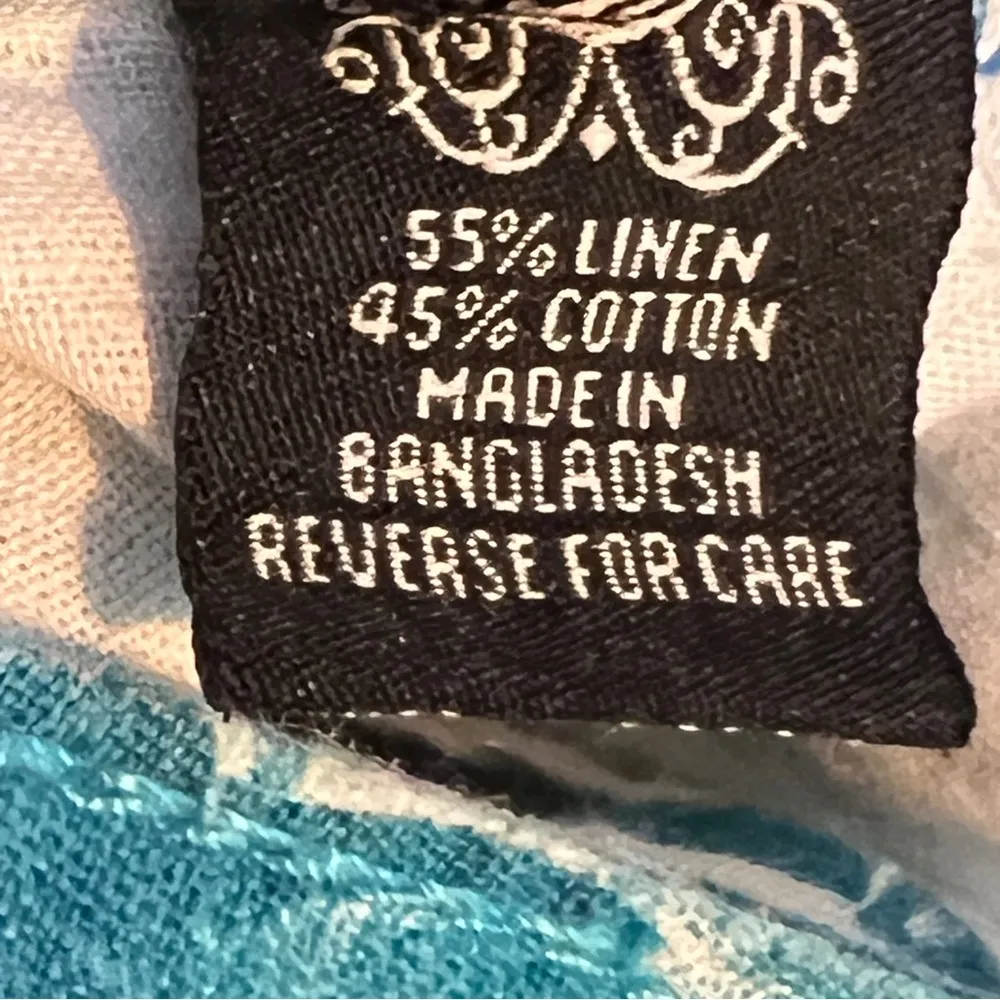 55% LINEN
45% COTTON
MADE IN
BANGLADESH
REVERSE FOR CARE